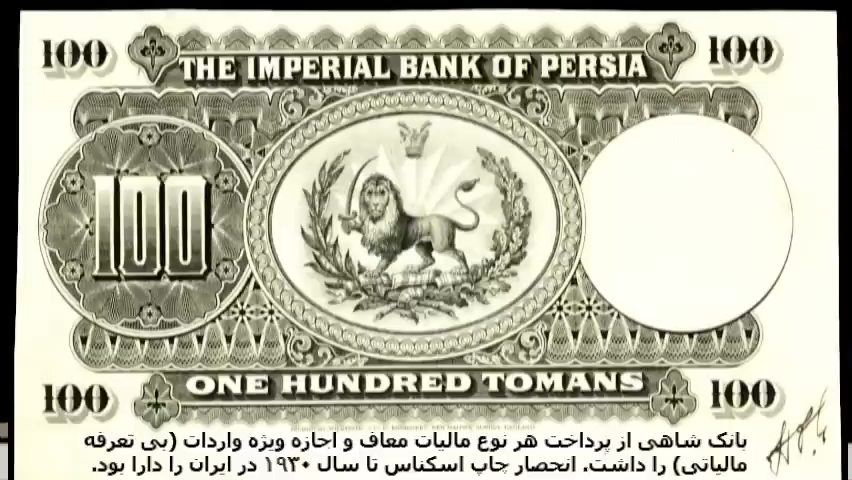 100 100
THE IMPERIAL BANK OF PERSIA
100
ONE HUNDRED TOMANS
100 100
بانک شاهی از پرداخت هر نوع مالیات معاف و اجازه ویژه واردات (بی تعرفه
مالیاتی) را داشت. انحصار چاپ اسکناس تا سال ۱۹۳۰ در ایران را دارا بود.